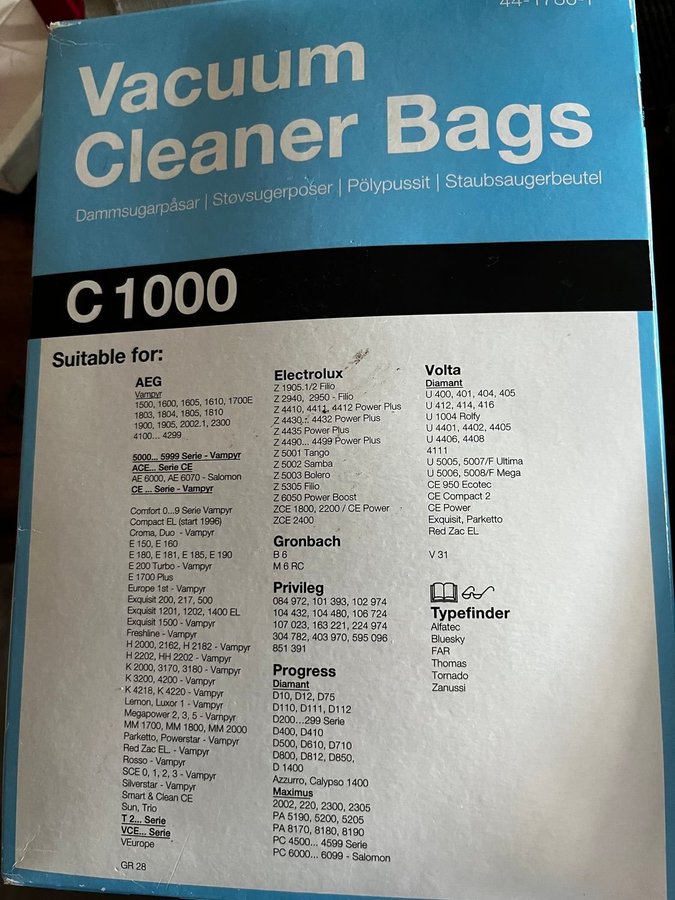 Vacuum
Cleaner Bags
Dammsugarpåsar | Støvsugerposer | Pölypussit | Staubsaugerbeutel
C 1000
Suitable for:
AEG
Vampyr
1500, 1600, 1605, 1610, 1700E
1803, 1804, 1805, 1810
1900, 1905, 2002.1, 2300
4100... 4299
5000... 5999 Serie - Vampyr
ACE... Serie CE
AE 6000, AE 6070 - Salomon
CE ... Serie - Vampyr
Comfort 0...9 Serie Vampyr
Compact EL (start 1996)
Croma, Duo - Vampyr
E 150, E 160
E 180, E 181, E 185, E 190
E 200 Turbo - Vampyr
E 1700 Plus
Europe 1st - Vampyr
Exquisit 200, 217, 500
Exquisit 1201, 1202, 1400 EL
Exquisit 1500 - Vampyr
Freshline - Vampyr
H 2000, 2162, H 2182 - Vampyr
H 2202, HH 2202 - Vampyr
K 2000, 3170, 3180 - Vampyr
K 3200, 4200 - Vampyr
K 4218, K 4220 - Vampyr
Lemon, Luxor 1 - Vampyr
Megapower 2, 3, 5 - Vampyr
MM 1700, MM 1800, MM 2000
Parketto, Powerstar - Vampyr
Red Zac EL. - Vampyr
Rosso - Vampyr
SCE 0, 1, 2, 3 - Vampyr
Silverstar - Vampyr
Smart & Clean CE
Sun, Trio
T 2... Serie
VCE... Serie
VEurope
GR 28
Electrolux
Z 1905.1/2 Filio
Z 2940, 2950 - Filio
Z 4410, 4411, 4412 Power Plus
Z 4430... 4432 Power Plus
Z 4435 Power Plus
Z 4490... 4499 Power Plus
Z 5001 Tango
Z 5002 Samba
Z 5003 Bolero
Z 5305 Filio
Z 6050 Power Boost
ZCE 1800, 2200 / CE Power
ZCE 2400
Gronbach
B 6
M 6 RC
Privileg
084 972, 101 393, 102 974
104 432, 104 480, 106 724
107 023, 163 221, 224 974
304 782, 403 970, 595 096
851 391
Progress
Diamant
D10, D12, D75
D110, D111, D112
D200...299 Serie
D400, D410
D500, D610, D710
D800, D812, D850,
D 1400
Azzurro, Calypso 1400
Maximus
2002, 220, 2300, 2305
PA 5190, 5200, 5205
PA 8170, 8180, 8190
PC 4500... 4599 Serie
PC 6000... 6099 - Salomon
Volta
Diamant
U 400, 401, 404, 405
U 412, 414, 416
U 1004 Rolfy
U 4401, 4402, 4405
U 4406, 4408
4111
U 5005, 5007/F Ultima
U 5006, 5008/F Mega
CE 950 Ecotec
CE Compact 2
CE Power
Exquisit, Parketto
Red Zac EL
V 31
Typefinder
Alfatec
Bluesky
FAR
Thomas
Tornado
Zanussi